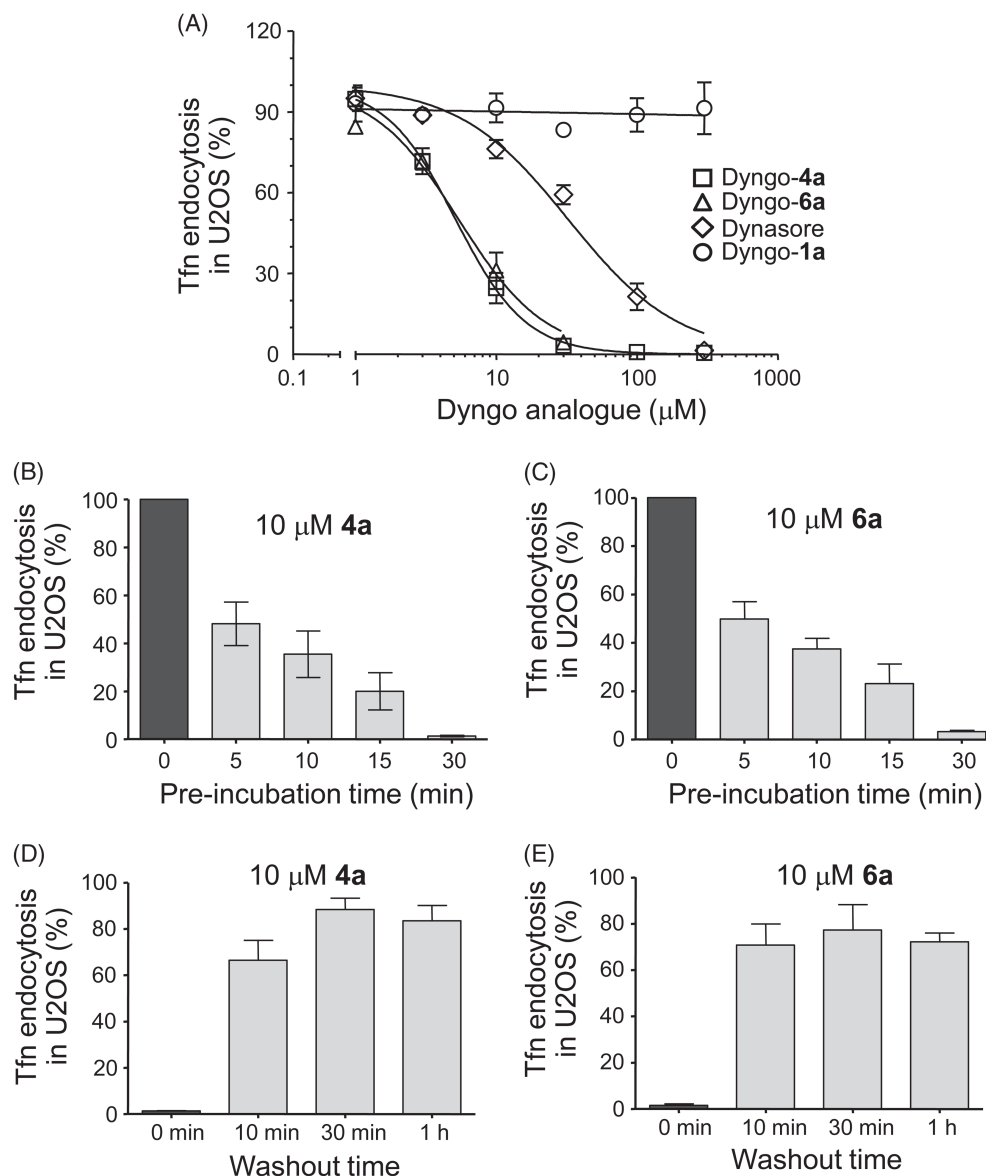 (A)
120
90
60
30
0
Tfn endocytosis
in U2OS (%)
0.1 1 10 100 1000
Dyngo analogue (μM)
Dyngo-4a
Dyngo-6a
Dynasore
Dyngo-1a
(B)
10 μM 4a
100
80
60
40
20
0
Tfn endocytosis
in U2OS (%)
0 5 10 15 30
Pre-incubation time (min)
(C)
10 μM 6a
100
80
60
40
20
0
Tfn endocytosis
in U2OS (%)
0 5 10 15 30
Pre-incubation time (min)
(D)
10 μM 4a
100
80
60
40
20
0
Tfn endocytosis
in U2OS (%)
0 min 10 min 30 min 1 h
Washout time
(E)
10 μM 6a
100
80
60
40
20
0
Tfn endocytosis
in U2OS (%)
0 min 10 min 30 min 1 h
Washout time